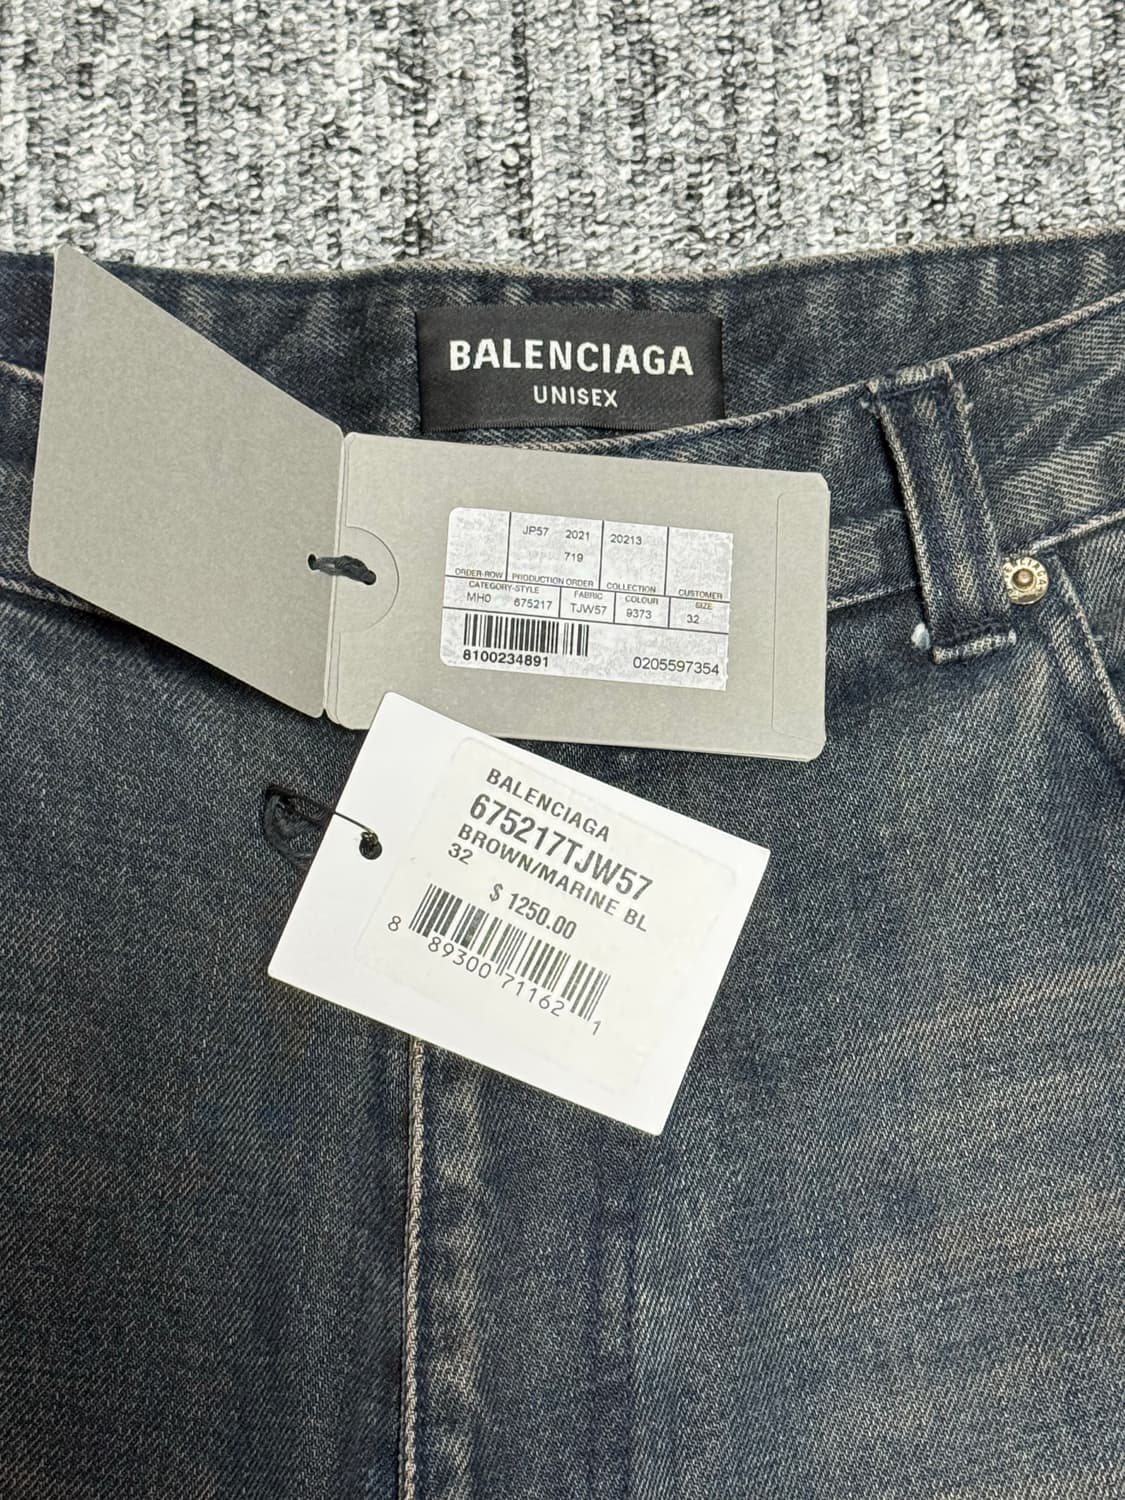 BALENCIAGA
UNISEX
JP57 2021 20213
719
ORDER-ROW PRODUCTION ORDER COLLECTION CUSTOMER
CATEGORY-STYLE FABRIC COLOUR SIZE
MH0 675217 TJW57 9373 32
8100234891 0205597354
BALENCIAGA
675217TJW57
BROWN/MARINE BL
32
$ 1250.00
8 89300 71162 1